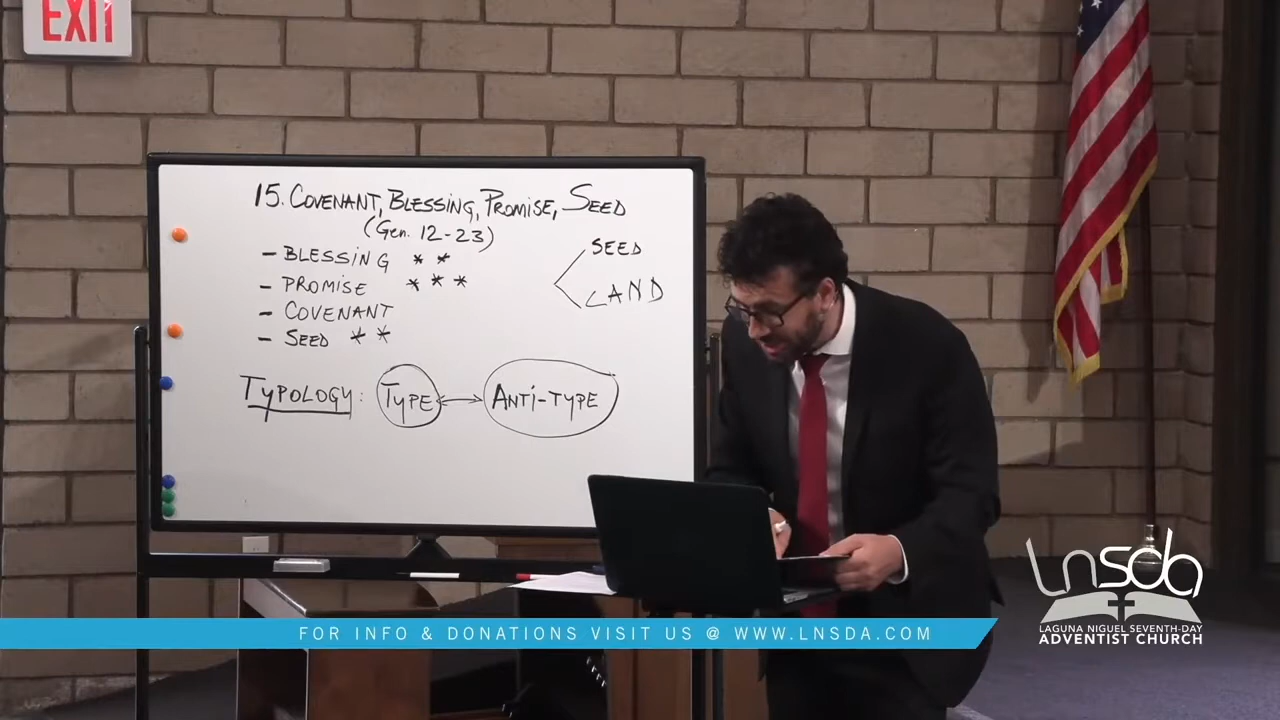 EXIT
15. COVENANT, BLESSING, PROMISE, SEED
(Gen. 12-23)
- BLESSING * *
- PROMISE * * *
- COVENANT
- SEED * *
SEED
LAND
TYPOLOGY: TYPE ↔ ANTI-TYPE
FOR INFO & DONATIONS VISIT US @ WWW.LNSDA.COM
LnSDA
LAGUNA NIGUEL SEVENTH-DAY
ADVENTIST CHURCH